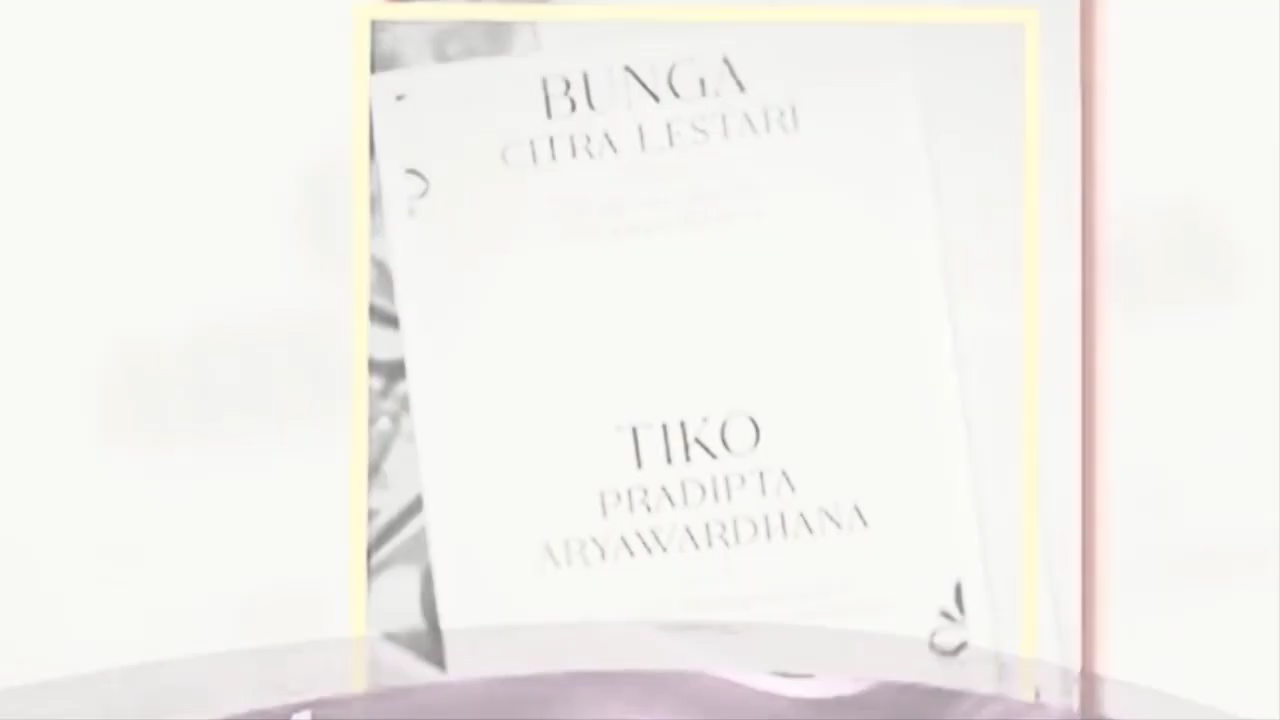 BUNGA
CITRA LESTARI
TIKO
PRADIPTA
ARYAWARDHANA